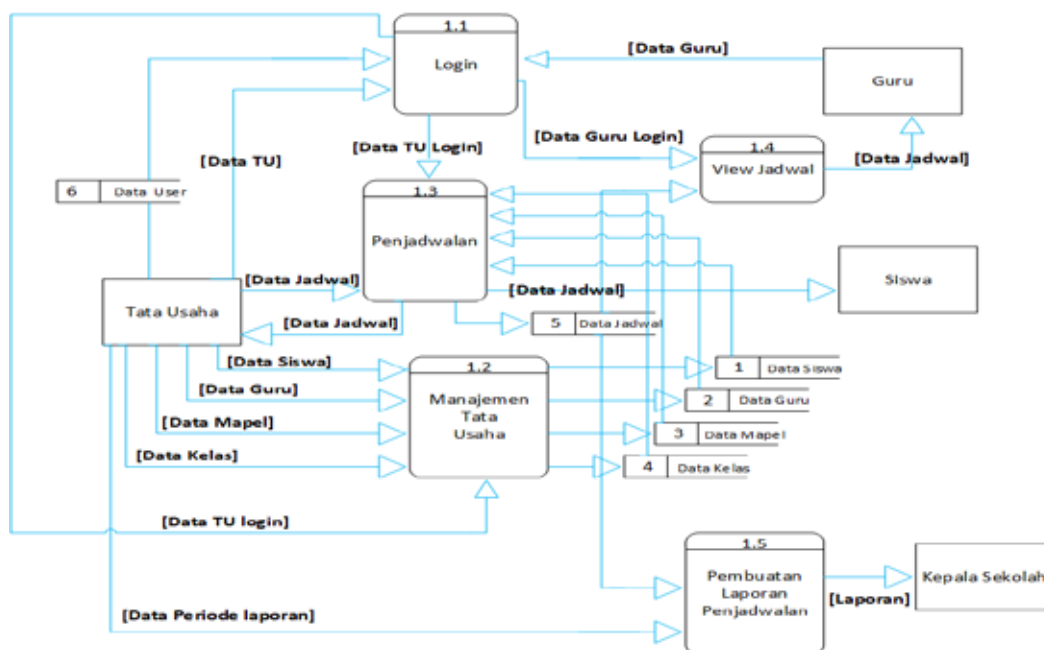 1.1
Login
[Data Guru]
Guru
[Data TU]
[Data TU Login]
[Data Guru Login]
1.4
View Jadwal
[Data Jadwal]
6 Data User
1.3
Penjadwalan
Tata Usaha
[Data Jadwal]
[Data Jadwal]
[Data Jadwal]
Siswa
5 Data Jadwal
[Data Siswa]
[Data Guru]
[Data Mapel]
[Data Kelas]
1.2
Manajemen
Tata
Usaha
1 Data Siswa
2 Data Guru
3 Data Mapel
4 Data Kelas
[Data TU login]
1.5
Pembuatan
Laporan
Penjadwalan
[Laporan]
Kepala Sekolah
[Data Periode laporan]